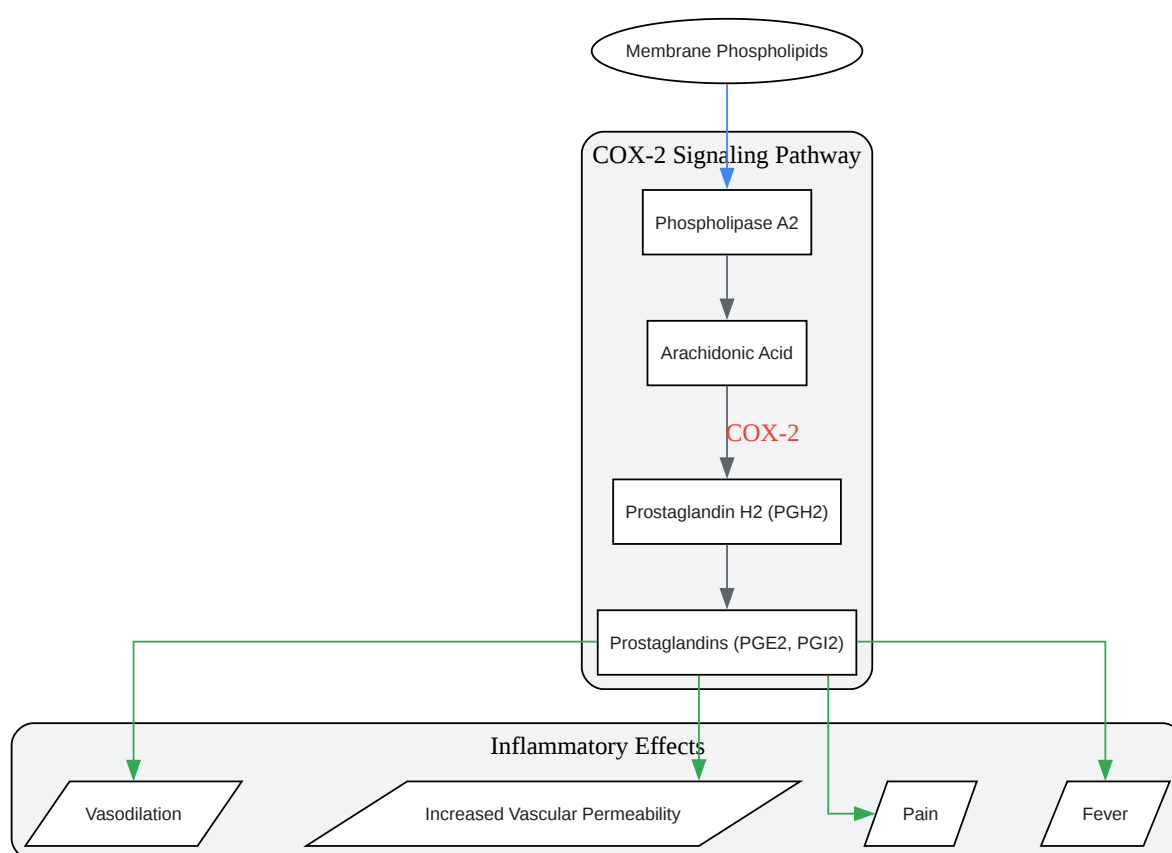 Membrane Phospholipids
COX-2 Signaling Pathway
Phospholipase A2
Arachidonic Acid
COX-2
Prostaglandin H2 (PGH2)
Prostaglandins (PGE2, PGI2)
Inflammatory Effects
Vasodilation
Increased Vascular Permeability
Pain
Fever